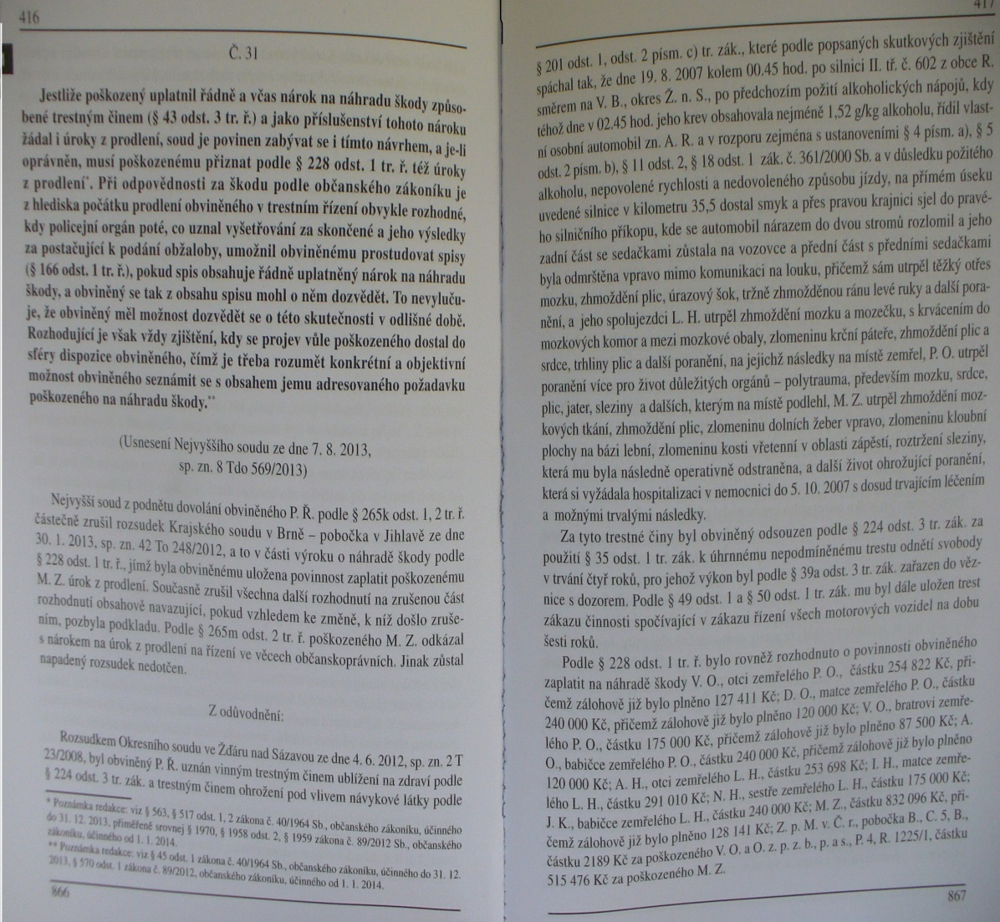 416
Č. 31
Jestliže poškozený uplatnil řádně a včas nárok na náhradu škody způso-
bené trestným činem (§ 43 odst. 3 tr. ř.) a jako příslušenství tohoto nároku
žádal i úroky z prodlení, soud je povinen zabývat se i tímto návrhem, a je-li
oprávněn, musí poškozenému přiznat podle § 228 odst. 1 tr. ř. též úroky
z prodlení*. Při odpovědnosti za škodu podle občanského zákoníku je
z hlediska počátku prodlení obviněného v trestním řízení obvykle rozhodné,
kdy policejní orgán poté, co uznal vyšetřování za skončené a jeho výsledky
za postačující k podání obžaloby, umožnil obviněnému prostudovat spisy
(§ 166 odst. 1 tr. ř.), pokud spis obsahuje řádně uplatněný nárok na náhradu
škody, a obviněný se tak z obsahu spisu mohl o něm dozvědět. To nevyluču-
je, že obviněný měl možnost dozvědět se o této skutečnosti v odlišné době.
Rozhodující je však vždy zjištění, kdy se projev vůle poškozeného dostal do
sféry dispozice obviněného, čímž je třeba rozumět konkrétní a objektivní
možnost obviněného seznámit se s obsahem jemu adresovaného požadavku
poškozeného na náhradu škody.**
(Usnesení Nejvyššího soudu ze dne 7. 8. 2013,
sp. zn. 8 Tdo 569/2013)
Nejvyšší soud z podnětu dovolání obviněného P. Ř. podle § 265k odst. 1, 2 tr. ř.
částečně zrušil rozsudek Krajského soudu v Brně – pobočka v Jihlavě ze dne
30. 1. 2013, sp. zn. 42 To 248/2012, a to v části výroku o náhradě škody podle
§ 228 odst. 1 tr. ř., jímž byla obviněnému uložena povinnost zaplatit poškozenému
M. Z. úrok z prodlení. Současně zrušil všechna další rozhodnutí na zrušenou část
rozhodnutí obsahově navazující, pokud vzhledem ke změně, k níž došlo zruše-
ním, pozbyla podkladu. Podle § 265m odst. 2 tr. ř. poškozeného M. Z. odkázal
s nárokem na úrok z prodlení na řízení ve věcech občanskoprávních. Jinak zůstal
napadený rozsudek nedotčen.
Z odůvodnění:
Rozsudkem Okresního soudu ve Žďáru nad Sázavou ze dne 4. 6. 2012, sp. zn. 2 T
23/2008, byl obviněný P. Ř. uznán vinným trestným činem ublížení na zdraví podle
§ 224 odst. 3 tr. zák. a trestným činem ohrožení pod vlivem návykové látky podle
* Poznámka redakce: viz § 563, § 517 odst. 1, 2 zákona č. 40/1964 Sb., občanského zákoníku, účinného
do 31. 12. 2013, přiměřeně srovnej § 1970, § 1958 odst. 2, § 1959 zákona č. 89/2012 Sb., občanského
zákoníku, účinného od 1. 1. 2014.
** Poznámka redakce: viz § 45 odst. 1 zákona č. 40/1964 Sb., občanského zákoníku, účinného do 31. 12.
2013, § 570 odst. 1 zákona č. 89/2012, občanského zákoníku, účinného od 1. 1. 2014.
866
417
§ 201 odst. 1, odst. 2 písm. c) tr. zák., které podle popsaných skutkových zjištění
spáchal tak, že dne 19. 8. 2007 kolem 00.45 hod. po silnici II. tř. č. 602 z obce R.
směrem na V. B., okres Ž. n. S., po předchozím požití alkoholických nápojů, kdy
téhož dne v 02.45 hod. jeho krev obsahovala nejméně 1,52 g/kg alkoholu, řídil vlast-
ní osobní automobil zn. A. R. a v rozporu zejména s ustanoveními § 4 písm. a), § 5
odst. 2 písm. b), § 11 odst. 2, § 18 odst. 1 zák. č. 361/2000 Sb. a v důsledku požitého
alkoholu, nepovolené rychlosti a nedovoleného způsobu jízdy, na přímém úseku
uvedené silnice v kilometru 35,5 dostal smyk a přes pravou krajnici sjel do pravé-
ho silničního příkopu, kde se automobil nárazem do dvou stromů rozlomil a jeho
zadní část se sedačkami zůstala na vozovce a přední část s předními sedačkami
byla odmrštěna vpravo mimo komunikaci na louku, přičemž sám utrpěl těžký otřes
mozku, zhmoždění plic, úrazový šok, tržně zhmožděnou ránu levé ruky a další pora-
nění, a jeho spolujezdci L. H. utrpěl zhmoždění mozku a mozečku, s krvácením do
mozkových komor a mezi mozkové obaly, zlomeninu krční páteře, zhmoždění plic a
srdce, trhliny plic a další poranění, na jejichž následky na místě zemřel, P. O. utrpěl
poranění více pro život důležitých orgánů – polytrauma, především mozku, srdce,
plic, jater, sleziny a dalších, kterým na místě podlehl, M. Z. utrpěl zhmoždění moz-
kových tkání, zhmoždění plic, zlomeninu dolních žeber vpravo, zlomeninu kloubní
plochy na bázi lební, zlomeninu kosti vřetenní v oblasti zápěstí, roztržení sleziny,
která mu byla následně operativně odstraněna, a další život ohrožující poranění,
která si vyžádala hospitalizaci v nemocnici do 5. 10. 2007 s dosud trvajícím léčením
a možnými trvalými následky.
Za tyto trestné činy byl obviněný odsouzen podle § 224 odst. 3 tr. zák. za
použití § 35 odst. 1 tr. zák. k úhrnnému nepodmíněnému trestu odnětí svobody
v trvání čtyř roků, pro jehož výkon byl podle § 39a odst. 3 tr. zák. zařazen do věz-
nice s dozorem. Podle § 49 odst. 1 a § 50 odst. 1 tr. zák. mu byl dále uložen trest
zákazu činnosti spočívající v zákazu řízení všech motorových vozidel na dobu
šesti roků.
Podle § 228 odst. 1 tr. ř. bylo rovněž rozhodnuto o povinnosti obviněného
zaplatit na náhradě škody V. O., otci zemřelého P. O., částku 254 822 Kč, při-
čemž zálohově již bylo plněno 127 411 Kč; D. O., matce zemřelého P. O., částku
240 000 Kč, přičemž zálohově již bylo plněno 120 000 Kč; V. O., bratrovi zemře-
lého P. O., částku 175 000 Kč, přičemž zálohově již bylo plněno 87 500 Kč; A.
O., babičce zemřelého P. O., částku 240 000 Kč, přičemž zálohově již bylo plněno
120 000 Kč; A. H., otci zemřelého L. H., částku 253 698 Kč; I. H., matce zemře-
lého L. H., částku 291 010 Kč; N. H., sestře zemřelého L. H., částku 175 000 Kč;
J. K., babičce zemřelého L. H., částku 240 000 Kč; M. Z., částku 832 096 Kč, při-
čemž zálohově již bylo plněno 128 141 Kč; Z. p. M. v. Č. r., pobočka B., C. 5, B.,
částku 2189 Kč za poškozeného V. O. a O. z. p. z. b., p. a s., P. 4, R. 1225/1, částku
515 476 Kč za poškozeného M. Z.
867